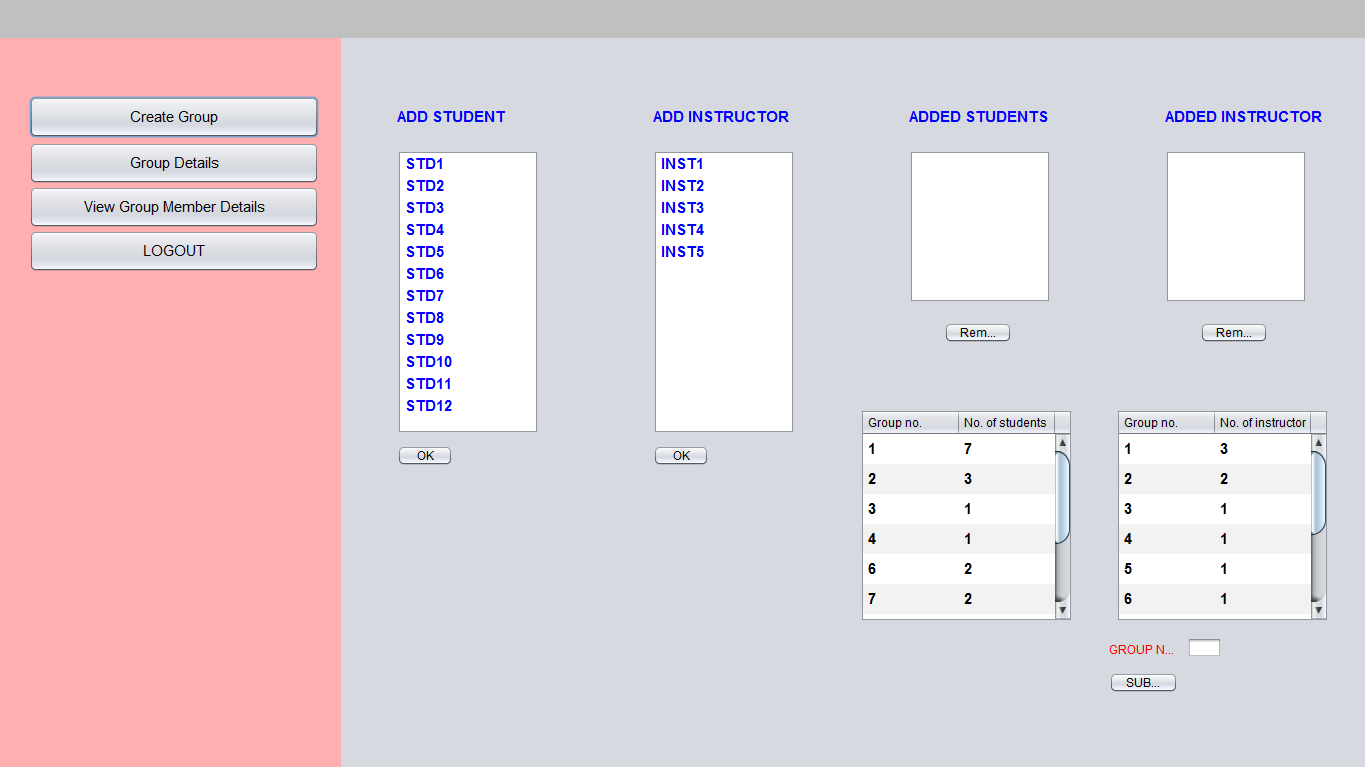 Create Group
Group Details
View Group Member Details
LOGOUT
ADD STUDENT
STD1
STD2
STD3
STD4
STD5
STD6
STD7
STD8
STD9
STD10
STD11
STD12
OK
ADD INSTRUCTOR
INST1
INST2
INST3
INST4
INST5
OK
ADDED STUDENTS
Rem...
ADDED INSTRUCTOR
Rem...
Group no. No. of students
1 7
2 3
3 1
4 1
6 2
7 2
Group no. No. of instructor
1 3
2 2
3 1
4 1
5 1
6 1
GROUP N...
SUB...